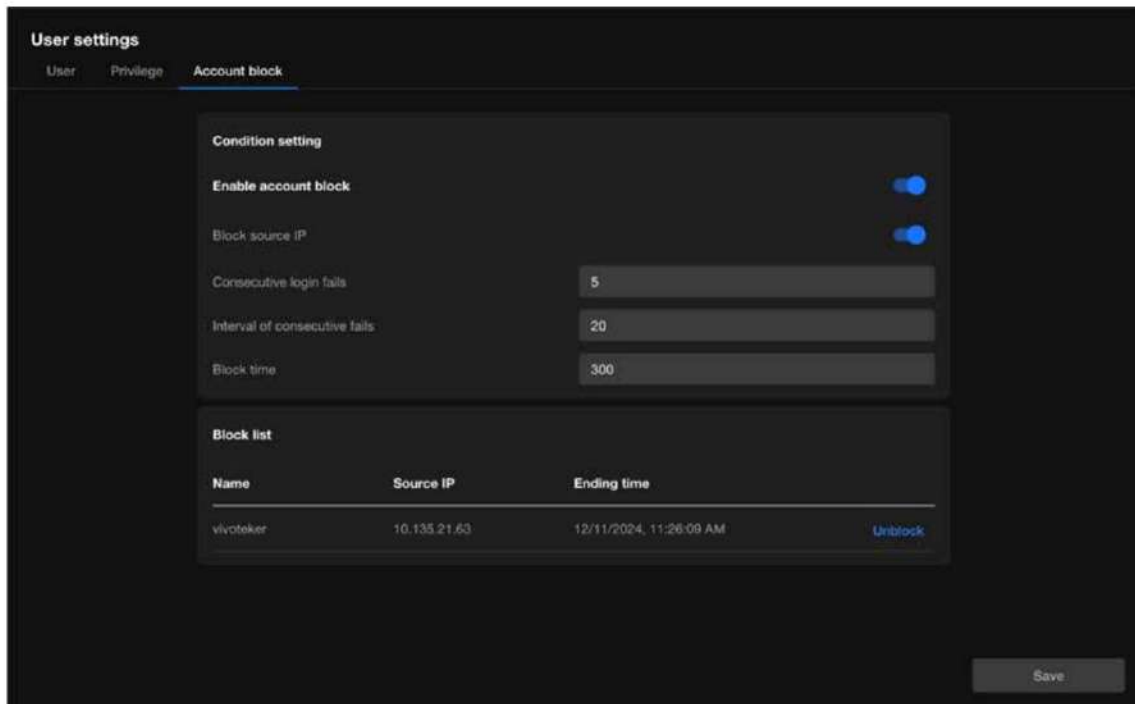 User settings
User Privilege Account block
Condition setting
Enable account block
Block source IP
Consecutive login fails 5
Interval of consecutive fails 20
Block time 300
Block list
Name Source IP Ending time
vivoteker 10.135.21.63 12/11/2024, 11:26:09 AM Unblock
Save